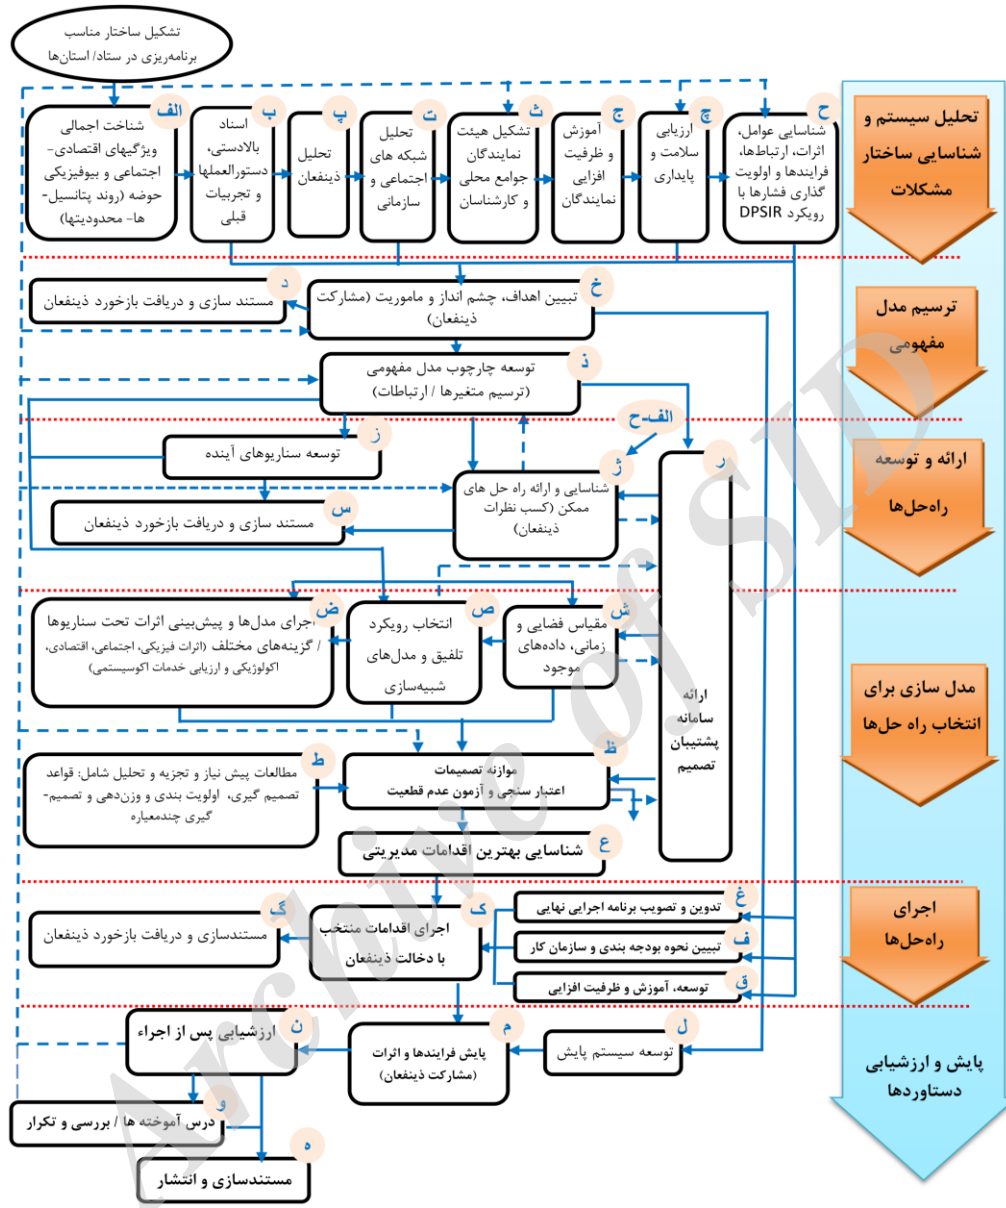 تشکیل ساختار مناسب
برنامه‌ریزی در ستاد/ استان‌ها
الف
شناخت اجمالی
ویژگیهای اقتصادی-
اجتماعی و بیوفیزیکی
حوضه (روند پتانسیل-
ها- محدودیتها)
ب
اسناد
بالادستی،
دستورالعملها
و تجربیات
قبلی
پ
تحلیل
ذینفعان
ت
تحلیل
شبکه های
اجتماعی و
سازمانی
ث
تشکیل هیئت
نمایندگان
جوامع محلی
و کارشناسان
ج
آموزش
و ظرفیت
افزایی
نمایندگان
چ
ارزیابی
سلامت و
پایداری
ح
شناسایی عوامل،
اثرات، ارتباط‌ها،
فرایندها و اولویت
گذاری فشارها با
رویکرد DPSIR
تحلیل سیستم و
شناسایی ساختار
مشکلات
خ
تبیین اهداف، چشم انداز و ماموریت (مشارکت
ذینفعان)
د
مستند سازی و دریافت بازخورد ذینفعان
ذ
توسعه چارچوب مدل مفهومی
(ترسیم متغیرها / ارتباطات)
ترسیم مدل
مفهومی
الف-ح
ر
ارائه
سامانه
پشتیبان
تصمیم
ز
توسعه سناریوهای آینده
ژ
شناسایی و ارائه راه حل های
ممکن (کسب نظرات
ذینفعان)
س
مستند سازی و دریافت بازخورد ذینفعان
ارائه و توسعه
راه‌حل‌ها
ش
مقیاس فضایی و
زمانی، داده‌های
موجود
ص
انتخاب رویکرد
تلفیق و مدل‌های
شبیه‌سازی
ض
اجرای مدل‌ها و پیش‌بینی اثرات تحت سناریوها
/ گزینه‌های مختلف (اثرات فیزیکی، اجتماعی، اقتصادی،
اکولوژیکی و ارزیابی خدمات اکوسیستمی)
ط
مطالعات پیش نیاز و تجزیه و تحلیل شامل: قواعد
تصمیم گیری، اولویت بندی و وزن‌دهی و تصمیم-
گیری چندمعیاره
ظ
موازنه تصمیمات
اعتبار سنجی و آزمون عدم قطعیت
ع
شناسایی بهترین اقدامات مدیریتی
مدل سازی برای
انتخاب راه حل‌ها
غ
تدوین و تصویب برنامه اجرایی نهایی
ف
تبیین نحوه بودجه بندی و سازمان کار
ق
توسعه، آموزش و ظرفیت افزایی
ک
اجرای اقدامات منتخب
با دخالت ذینفعان
گ
مستندسازی و دریافت بازخورد ذینفعان
اجرای
راه‌حل‌ها
ل
توسعه سیستم پایش
م
پایش فرایندها و اثرات
(مشارکت ذینفعان)
ن
ارزشیابی پس از اجراء
و
درس آموخته ها / بررسی و تکرار
ه
مستندسازی و انتشار
پایش و ارزشیابی
دستاوردها
Archive of SID